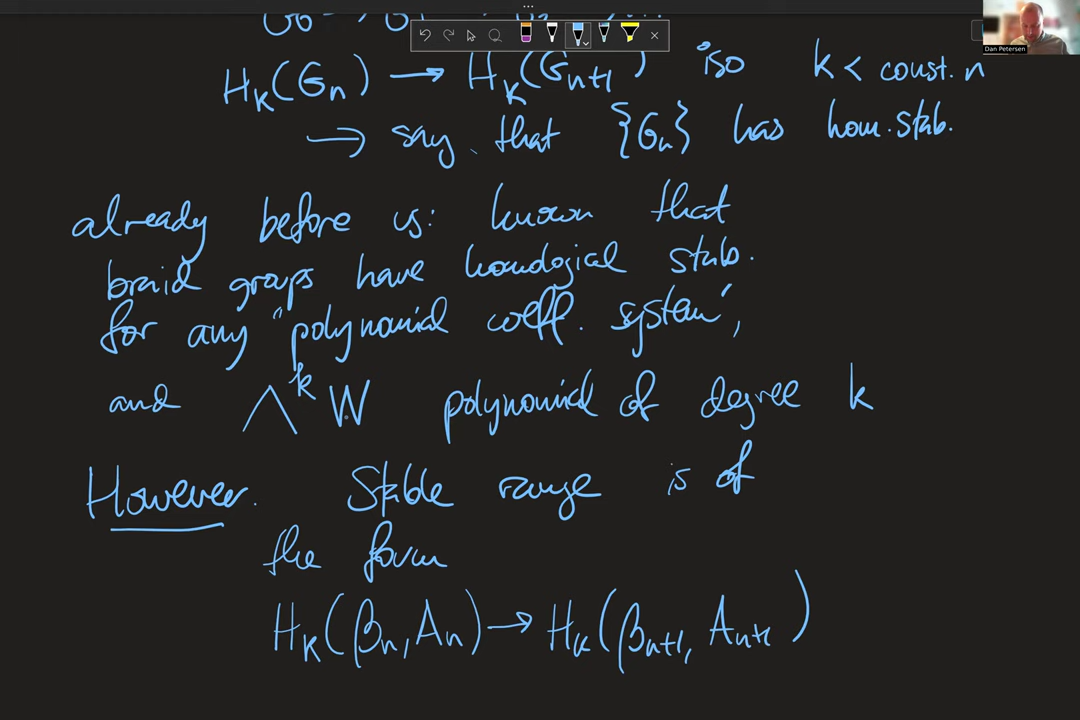 Dan Petersen
H_k(G_n) → H_k(G_{n+1}) iso k < const. n
→ say that {G_n} has hom. stab.
already before us: known that
braid groups have homological stab.
for any "polynomial coeff. system",
and ⋀^k W polynomial of degree k
However. Stable range is of
the form
H_k(β_n, A_n) → H_k(β_{n+1}, A_{n+1})